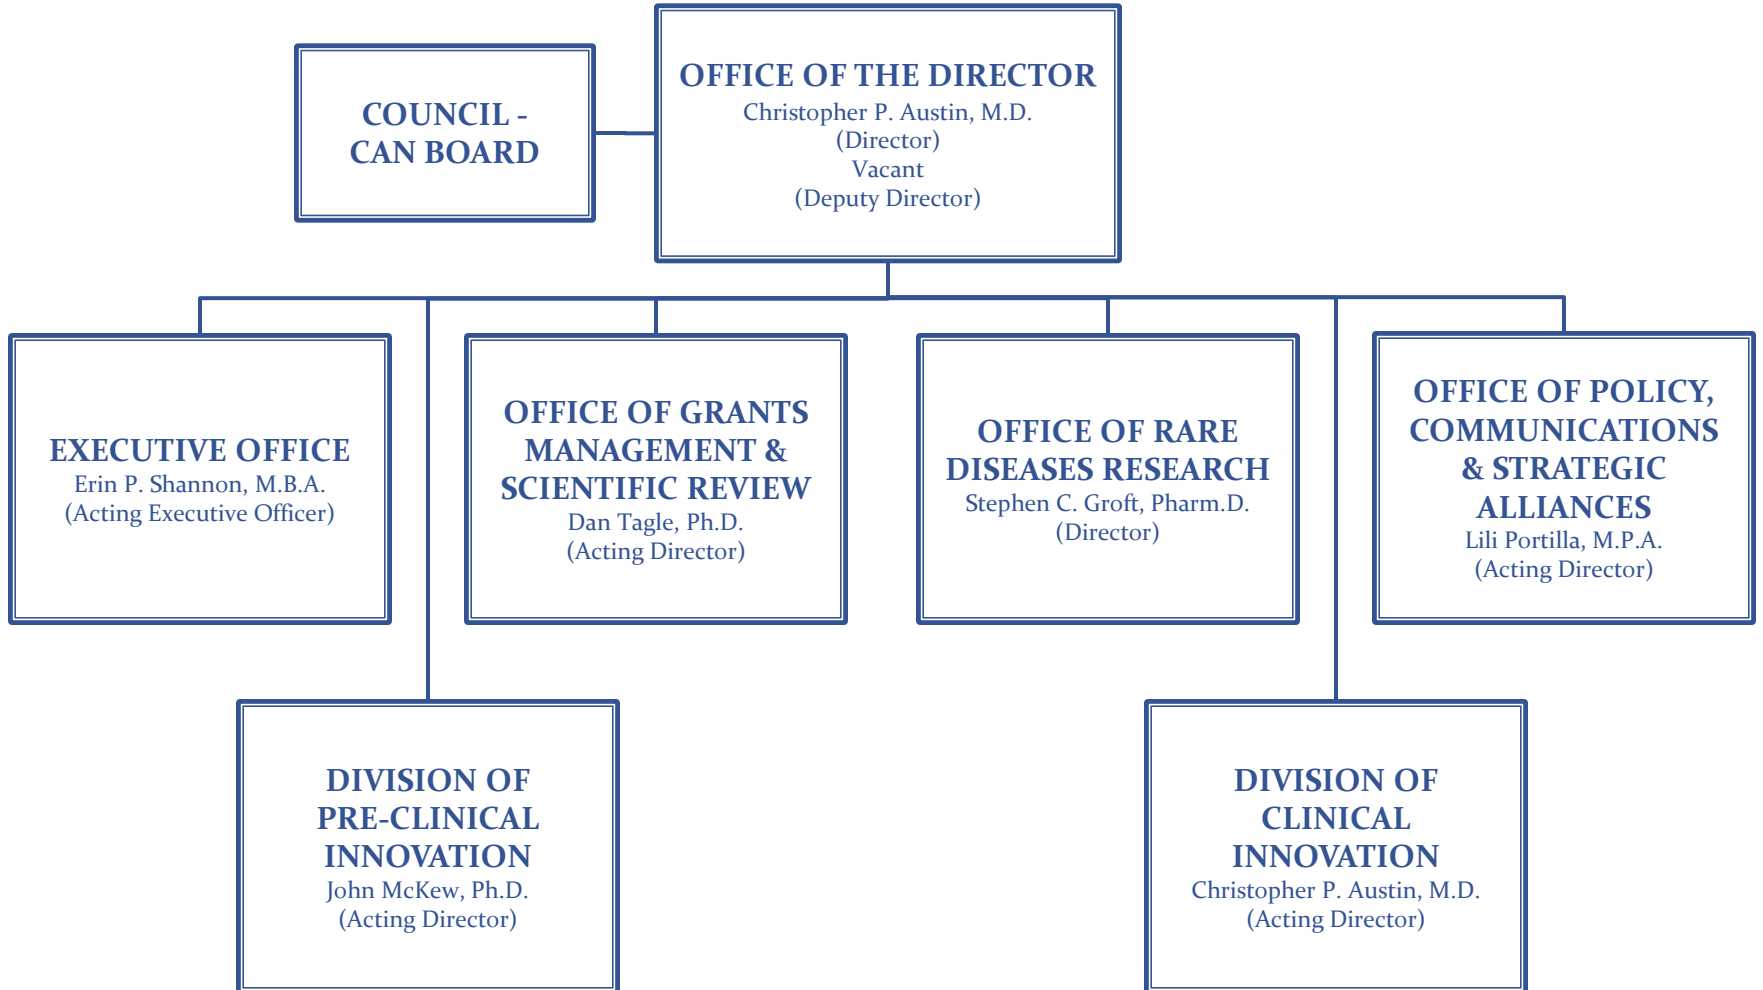 COUNCIL -
CAN BOARD
OFFICE OF THE DIRECTOR
Christopher P. Austin, M.D.
(Director)
Vacant
(Deputy Director)
EXECUTIVE OFFICE
Erin P. Shannon, M.B.A.
(Acting Executive Officer)
OFFICE OF GRANTS
MANAGEMENT &
SCIENTIFIC REVIEW
Dan Tagle, Ph.D.
(Acting Director)
OFFICE OF RARE
DISEASES RESEARCH
Stephen C. Groft, Pharm.D.
(Director)
OFFICE OF POLICY,
COMMUNICATIONS
& STRATEGIC
ALLIANCES
Lili Portilla, M.P.A.
(Acting Director)
DIVISION OF
PRE-CLINICAL
INNOVATION
John McKew, Ph.D.
(Acting Director)
DIVISION OF
CLINICAL
INNOVATION
Christopher P. Austin, M.D.
(Acting Director)